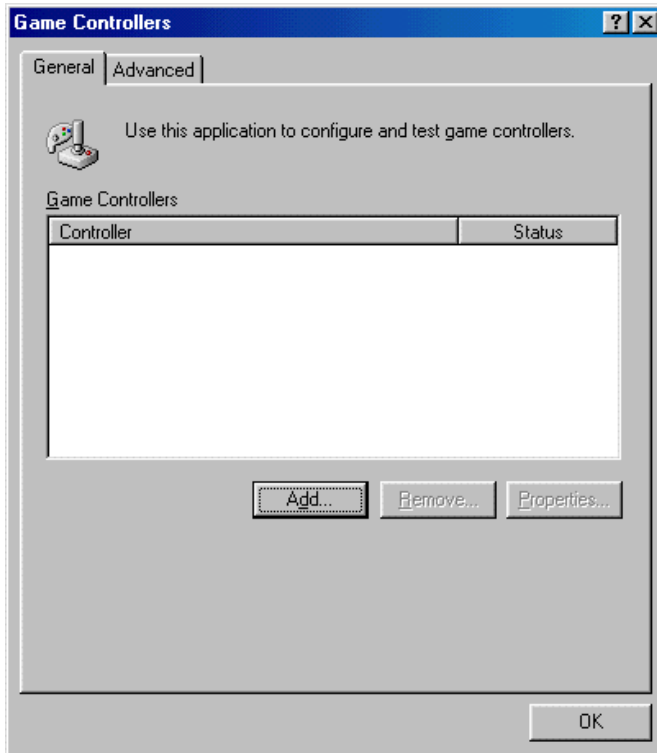 Game Controllers
General Advanced
Use this application to configure and test game controllers.
Game Controllers
Controller Status
Add... Remove... Properties...
OK